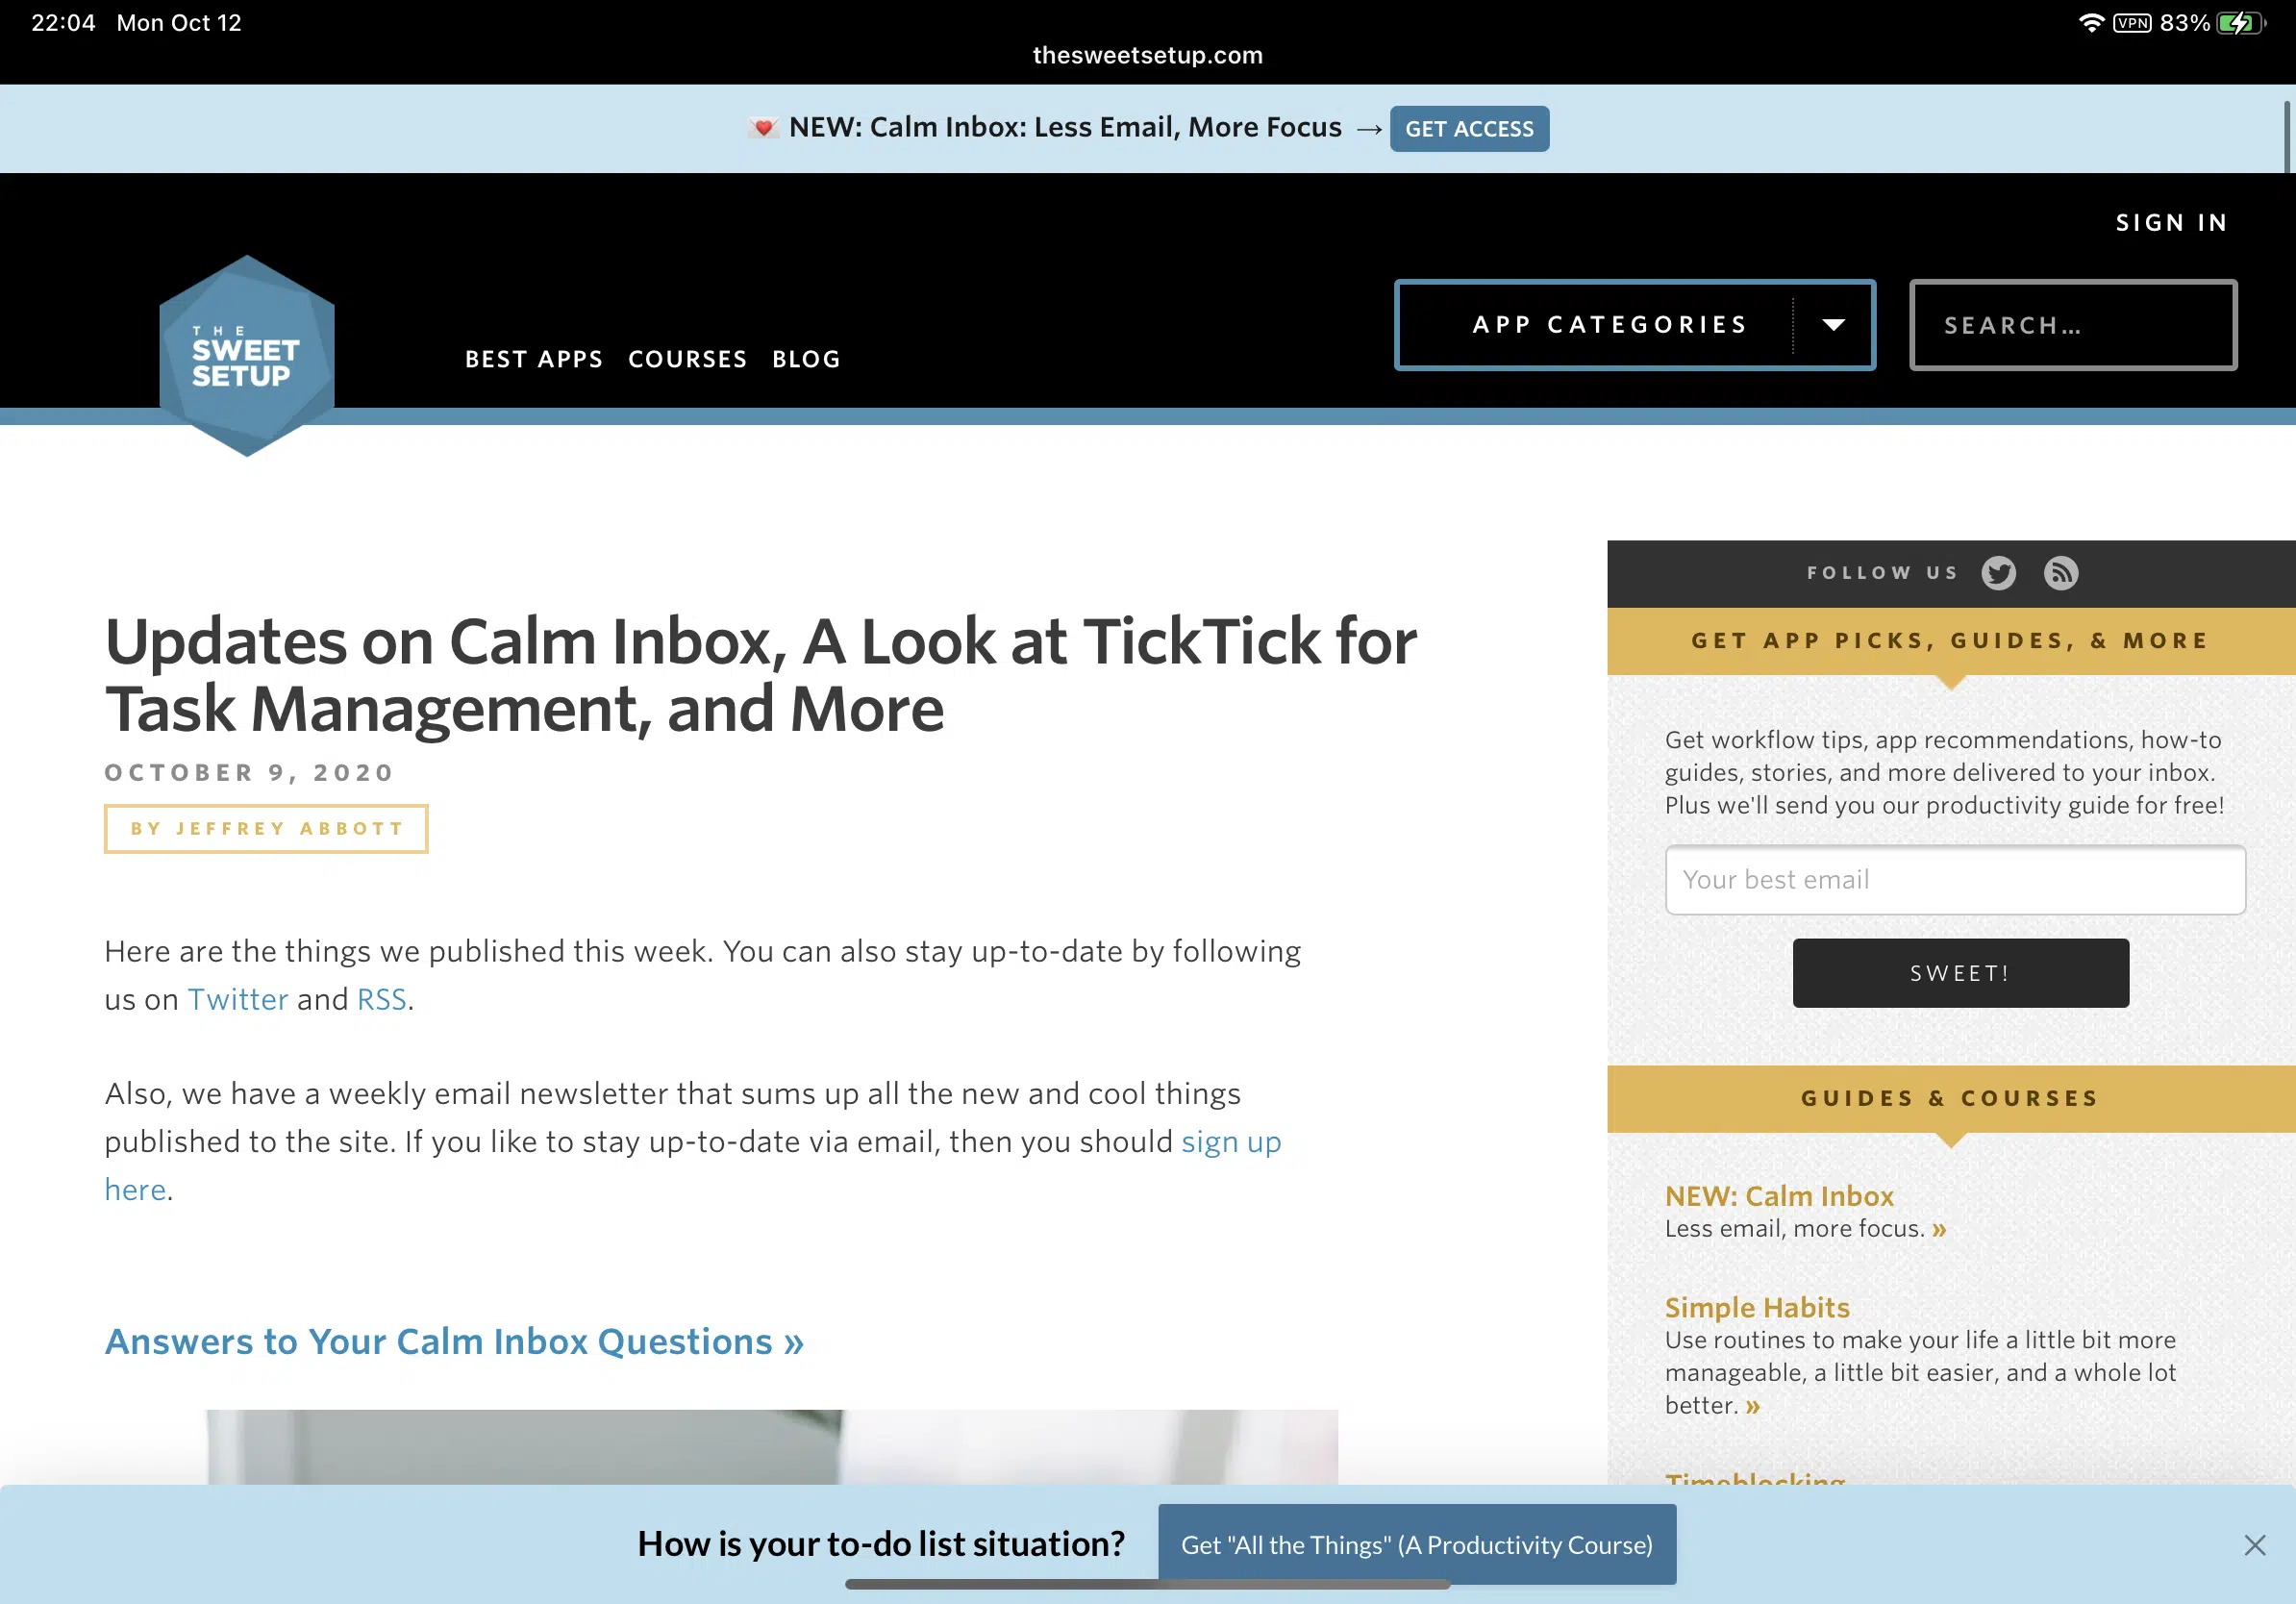 22:04 Mon Oct 12
VPN 83%
thesweetsetup.com
NEW: Calm Inbox: Less Email, More Focus → GET ACCESS
SIGN IN
THE
SWEET
SETUP
BEST APPS COURSES BLOG
APP CATEGORIES
SEARCH...
Updates on Calm Inbox, A Look at TickTick for
Task Management, and More
OCTOBER 9, 2020
BY JEFFREY ABBOTT
Here are the things we published this week. You can also stay up-to-date by following
us on Twitter and RSS.
Also, we have a weekly email newsletter that sums up all the new and cool things
published to the site. If you like to stay up-to-date via email, then you should sign up
here.
Answers to Your Calm Inbox Questions »
FOLLOW US
GET APP PICKS, GUIDES, & MORE
Get workflow tips, app recommendations, how-to
guides, stories, and more delivered to your inbox.
Plus we'll send you our productivity guide for free!
Your best email
SWEET!
GUIDES & COURSES
NEW: Calm Inbox
Less email, more focus. »
Simple Habits
Use routines to make your life a little bit more
manageable, a little bit easier, and a whole lot
better. »
Timeblocking
How is your to-do list situation? Get "All the Things" (A Productivity Course)